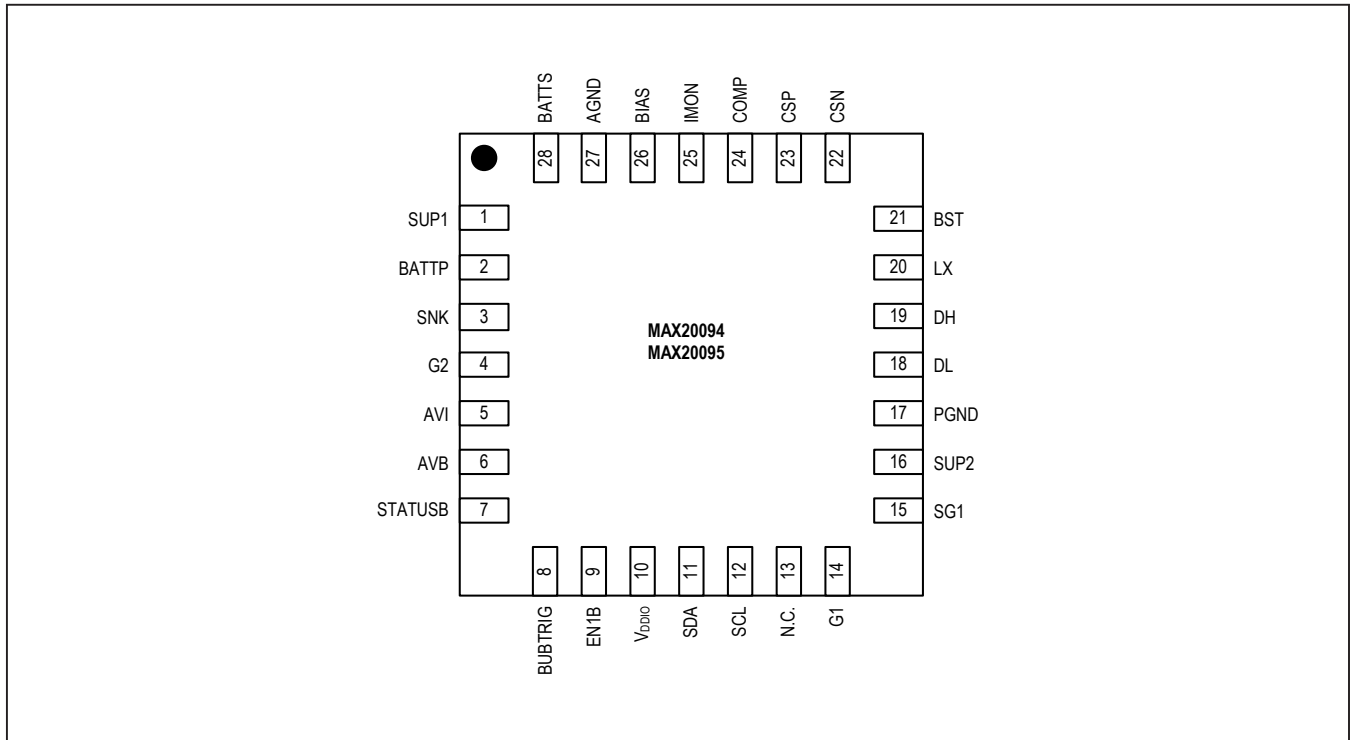 BATTS
AGND
BIAS
IMON
COMP
CSP
CSN
28
27
26
25
24
23
22
SUP1 1
BATTP 2
SNK 3
G2 4
AVI 5
AVB 6
STATUSB 7
MAX20094
MAX20095
21 BST
20 LX
19 DH
18 DL
17 PGND
16 SUP2
15 SG1
8
9
10
11
12
13
14
BUBTRIG
EN1B
VDDIO
SDA
SCL
N.C.
G1